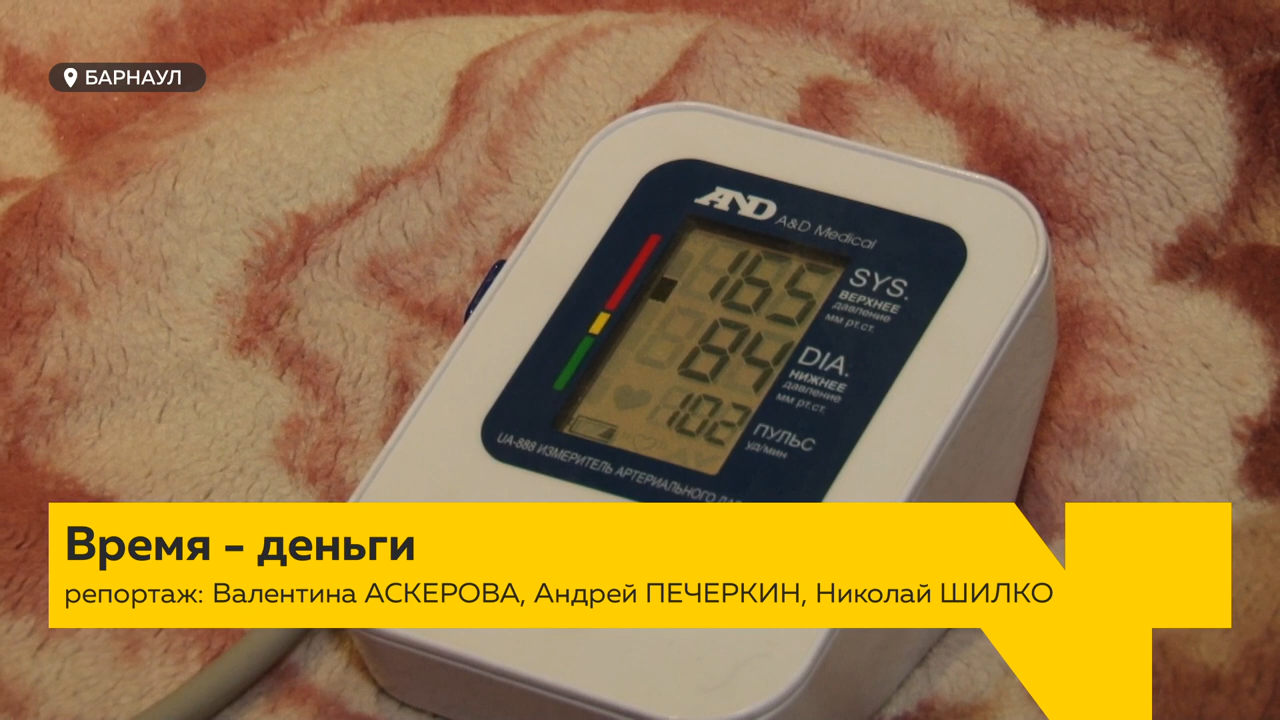 БАРНАУЛ
AND A&D Medical
165
SYS.
ВЕРХНЕЕ
давление
мм рт.ст.
84
DIA.
НИЖНЕЕ
давление
мм рт.ст.
102
ПУЛЬС
уд/мин
UA-888 ИЗМЕРИТЕЛЬ АРТЕРИАЛЬНОГО
Время - деньги
репортаж: Валентина АСКЕРОВА, Андрей ПЕЧЕРКИН, Николай ШИЛКО